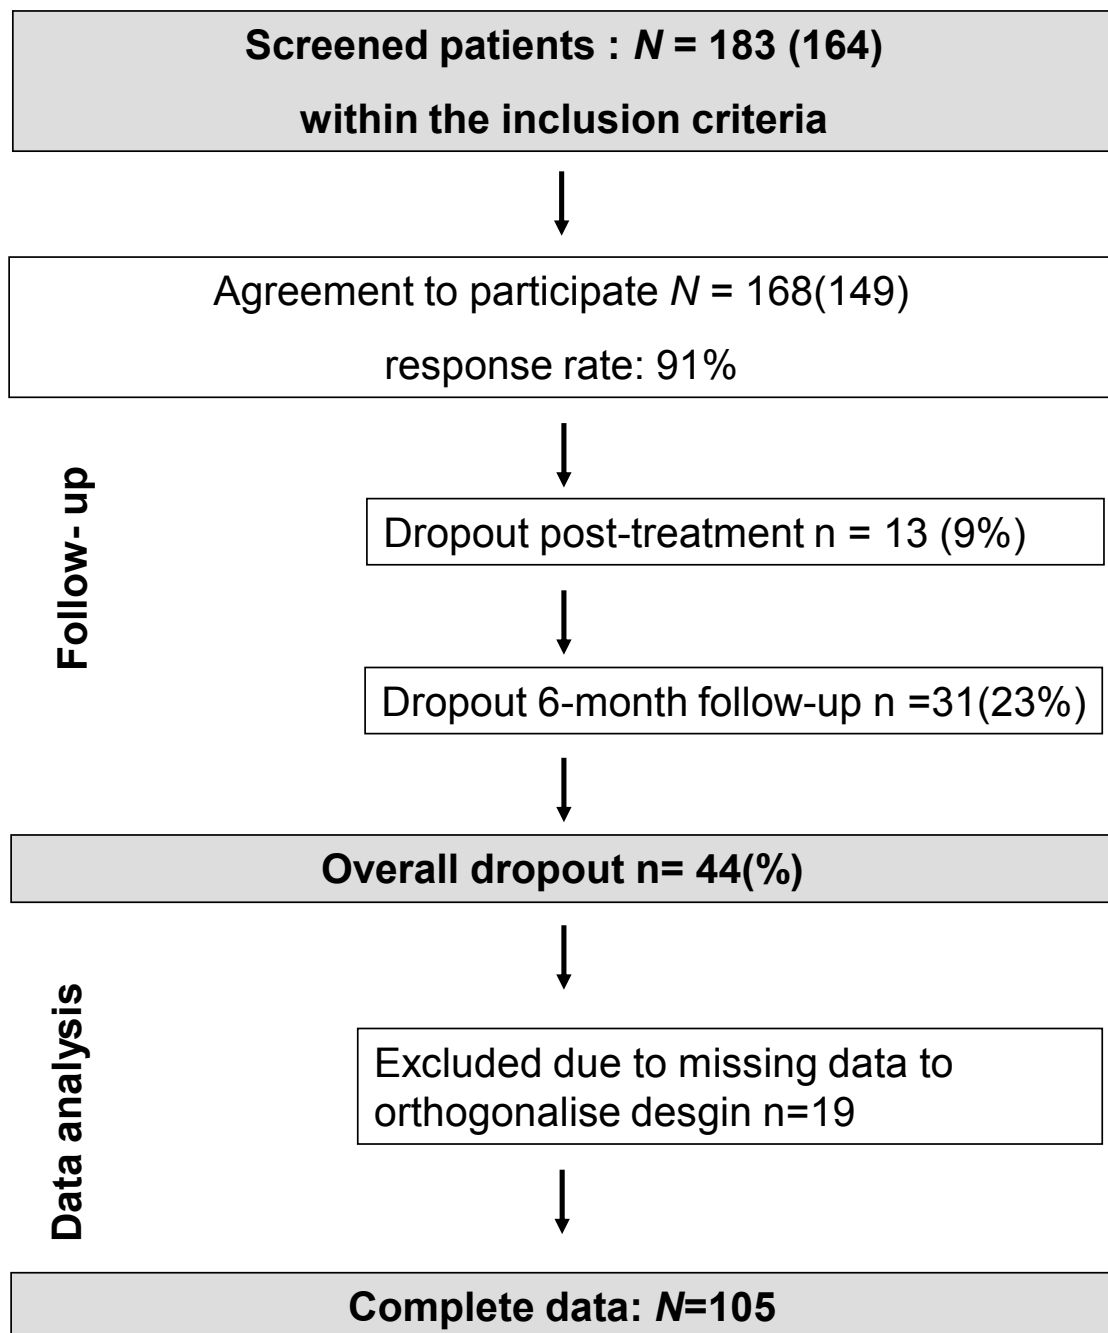 Screened patients : N = 183 (164)
within the inclusion criteria
Agreement to participate N = 168(149)
response rate: 91%
Follow- up
Dropout post-treatment n = 13 (9%)
Dropout 6-month follow-up n =31(23%)
Overall dropout n= 44(%)
Data analysis
Excluded due to missing data to
orthogonalise desgin n=19
Complete data: N=105